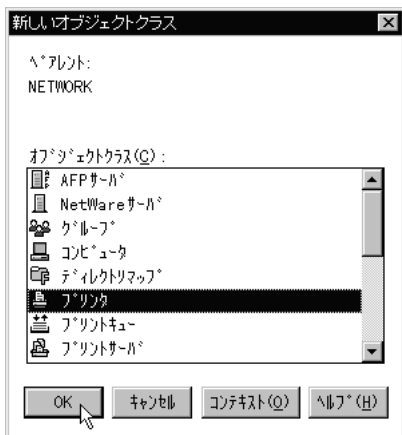 新しいオブジェクトクラス
ﾍﾟｱﾚﾝﾄ:
NETWORK
ｵﾌﾞｼﾞｪｸﾄｸﾗｽ(C):
AFPｻｰﾊﾞ
NetWareｻｰﾊﾞ
ｸﾞﾙｰﾌﾟ
ｺﾝﾋﾟｭｰﾀ
ﾃﾞｨﾚｸﾄﾘﾏｯﾌﾟ
ﾌﾟﾘﾝﾀ
ﾌﾟﾘﾝﾄｷｭｰ
ﾌﾟﾘﾝﾄｻｰﾊﾞ
OK ｷｬﾝｾﾙ ｺﾝﾃｷｽﾄ(O) ﾍﾙﾌﾟ(H)